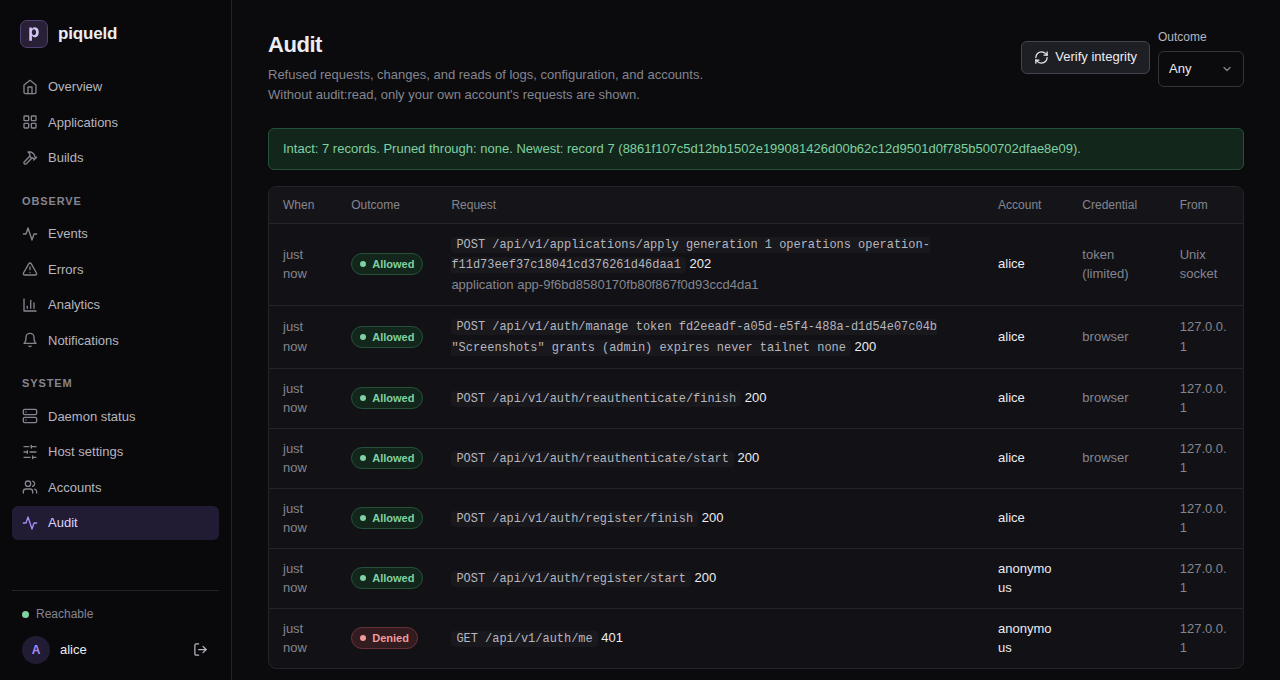 p piqueld
Overview
Applications
Builds
OBSERVE
Events
Errors
Analytics
Notifications
SYSTEM
Daemon status
Host settings
Accounts
Audit
Reachable
A alice
Audit
Refused requests, changes, and reads of logs, configuration, and accounts.
Without audit:read, only your own account's requests are shown.
Verify integrity
Outcome
Any
Intact: 7 records. Pruned through: none. Newest: record 7 (8861f107c5d12bb1502e199081426d00b62c12d9501d0f785b500702dfae8e09).
When Outcome Request Account Credential From
just now Allowed POST /api/v1/applications/apply generation 1 operations operation-
f11d73eef37c18041cd376261d46daa1 202
application app-9f6bd8580170fb80f867f0d93ccd4da1
alice token (limited) Unix socket
just now Allowed POST /api/v1/auth/manage token fd2eeadf-a05d-e5f4-488a-d1d54e07c04b
"Screenshots" grants (admin) expires never tailnet none 200
alice browser 127.0.0.1
just now Allowed POST /api/v1/auth/reauthenticate/finish 200 alice browser 127.0.0.1
just now Allowed POST /api/v1/auth/reauthenticate/start 200 alice browser 127.0.0.1
just now Allowed POST /api/v1/auth/register/finish 200 alice 127.0.0.1
just now Allowed POST /api/v1/auth/register/start 200 anonymous 127.0.0.1
just now Denied GET /api/v1/auth/me 401 anonymous 127.0.0.1